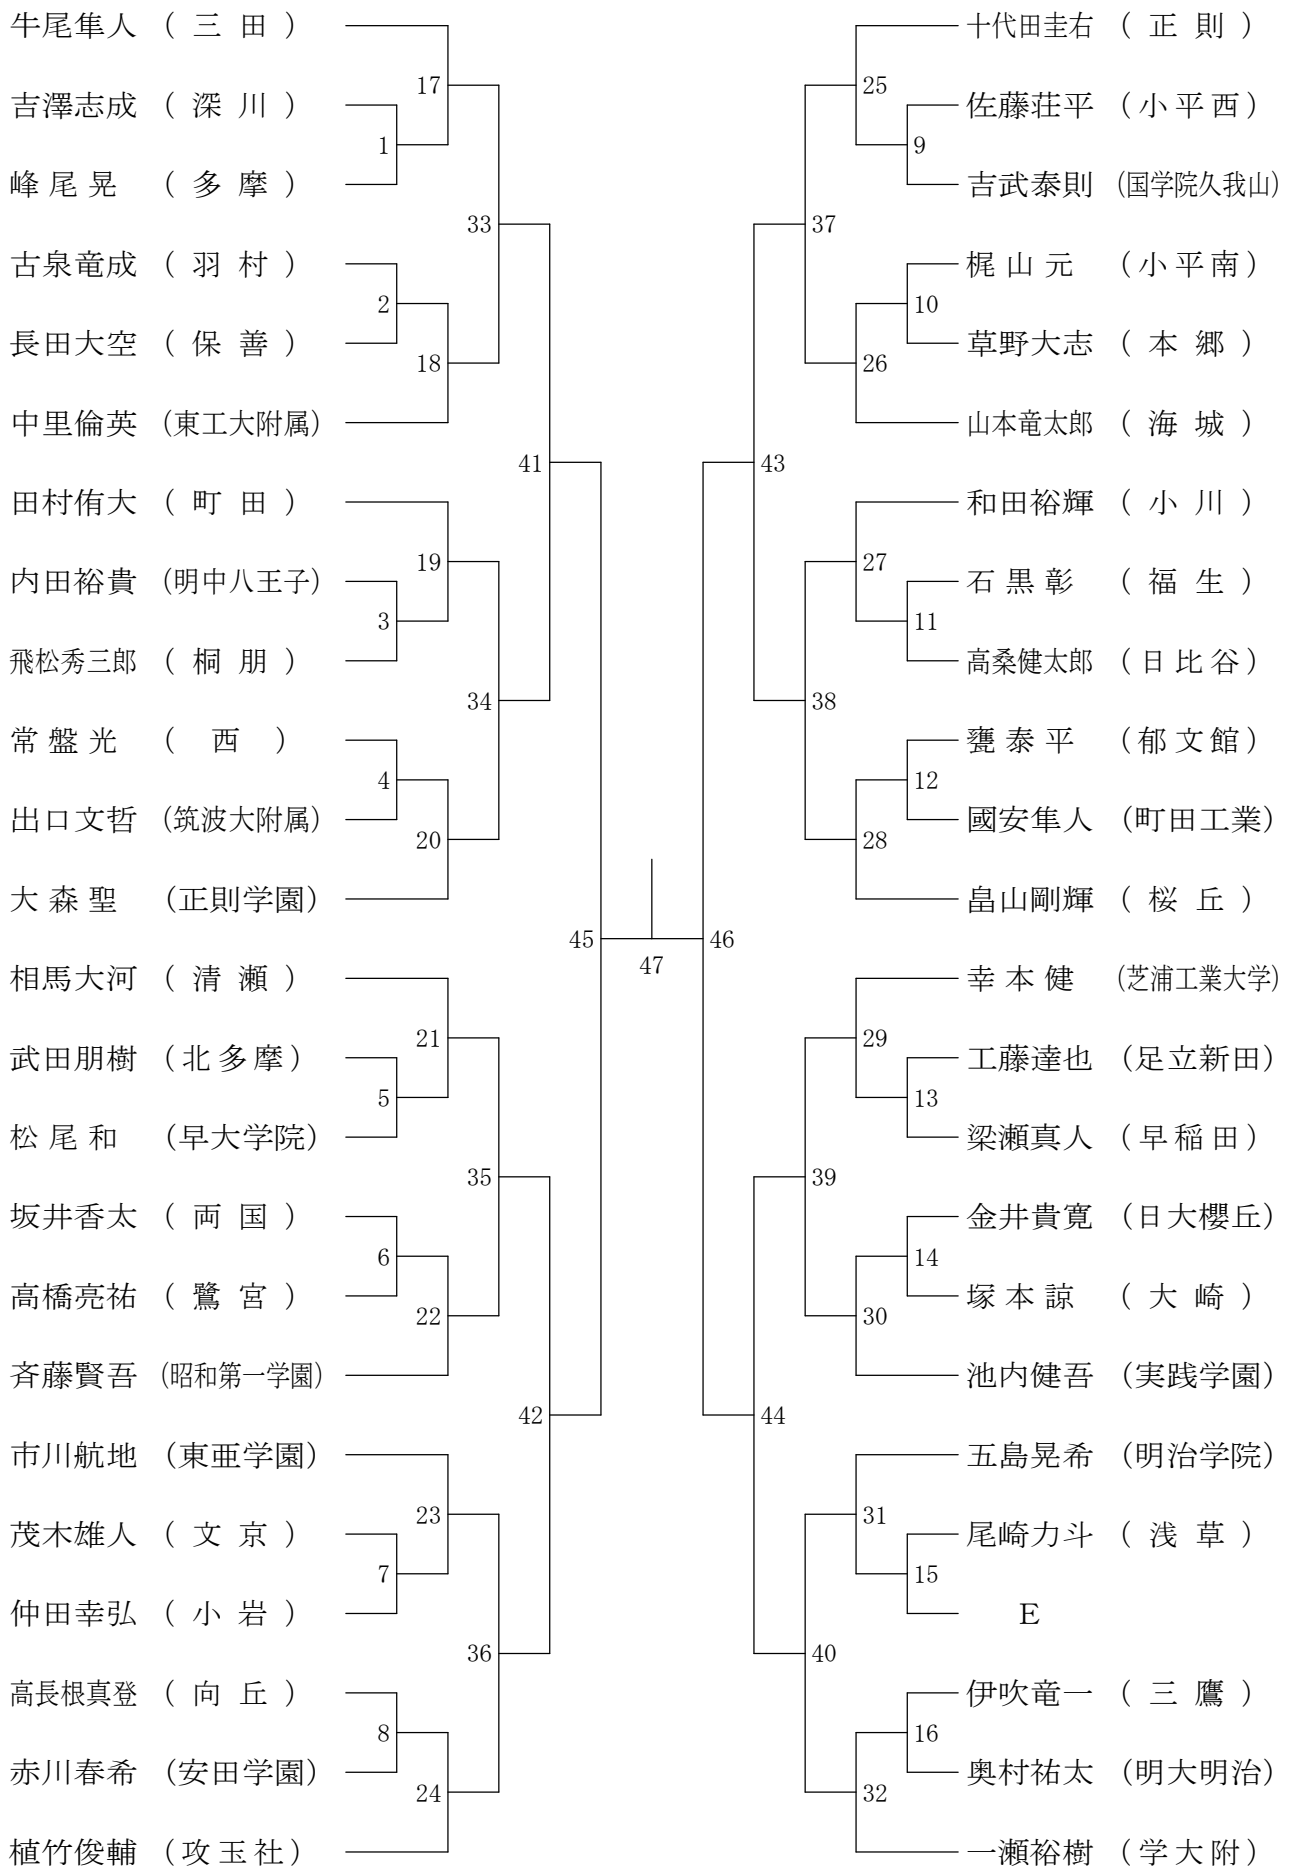 牛尾隼人 （ 三 田 ）
17
吉澤志成 （ 深 川 ）
1
峰 尾 晃 （ 多 摩 ）
33
古泉竜成 （ 羽 村 ）
2
長田大空 （ 保 善 ）
18
中里倫英 （東工大附属）
41
田村侑大 （ 町 田 ）
19
内田裕貴 （明中八王子）
3
飛松秀三郎 （ 桐 朋 ）
34
常 盤 光 （ 西 ）
4
出口文哲 （筑波大附属）
20
大 森 聖 （正則学園）
45
相馬大河 （ 清 瀬 ）
21
武田朋樹 （北多摩）
5
松 尾 和 （早大学院）
35
坂井香太 （ 両 国 ）
6
高橋亮祐 （ 鷺 宮 ）
22
斉藤賢吾 （昭和第一学園）
42
市川航地 （東亜学園）
23
茂木雄人 （ 文 京 ）
7
仲田幸弘 （ 小 岩 ）
36
高長根真登 （ 向 丘 ）
8
赤川春希 （安田学園）
24
植竹俊輔 （攻玉社）
47
十代田圭右 （ 正 則 ）
25
佐藤荘平 （小平西）
9
吉武泰則 （国学院久我山）
37
梶 山 元 （小平南）
10
草野大志 （ 本 郷 ）
26
山本竜太郎 （ 海 城 ）
43
和田裕輝 （ 小 川 ）
27
石 黒 彰 （ 福 生 ）
11
高桑健太郎 （日比谷）
38
甕 泰 平 （郁文館）
12
國安隼人 （町田工業）
28
畠山剛輝 （ 桜 丘 ）
46
幸 本 健 （芝浦工業大学）
29
工藤達也 （足立新田）
13
梁瀬真人 （早稲田）
39
金井貴寛 （日大櫻丘）
14
塚 本 諒 （ 大 崎 ）
30
池内健吾 （実践学園）
44
五島晃希 （明治学院）
31
尾崎力斗 （ 浅 草 ）
15
E
40
伊吹竜一 （ 三 鷹 ）
16
奥村祐太 （明大明治）
32
一瀬裕樹 （学大附）